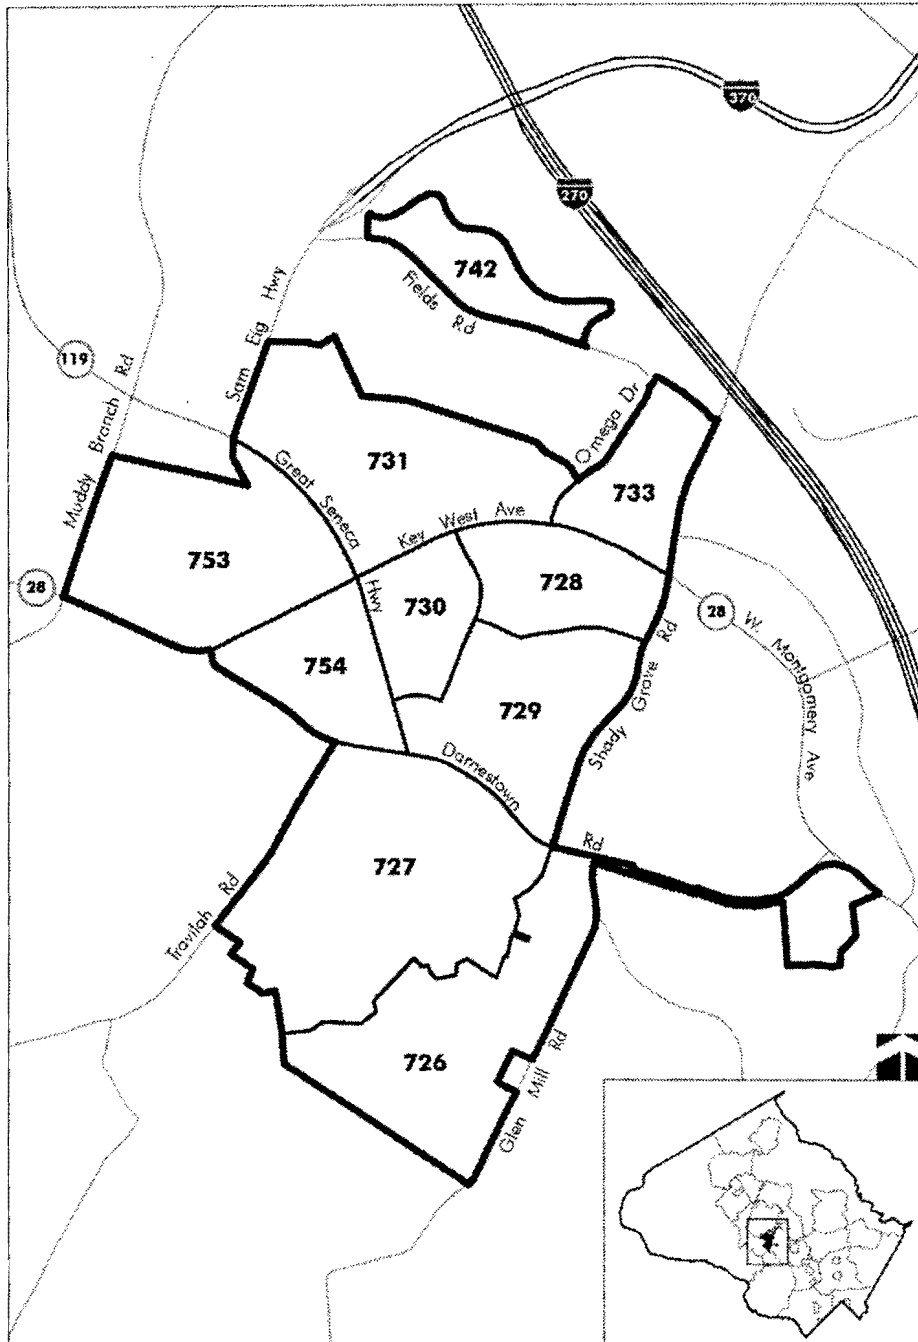 370
270
742
Fields Rd
Sam Eig Hwy
119
Muddy Branch Rd
Omega Dr
731
733
Great Seneca Hwy
Key West Ave
753
728
28
730
28
W. Montgomery Ave
754
Shady Grove Rd
729
Darnestown Rd
727
Travilah Rd
726
Glen Mill Rd